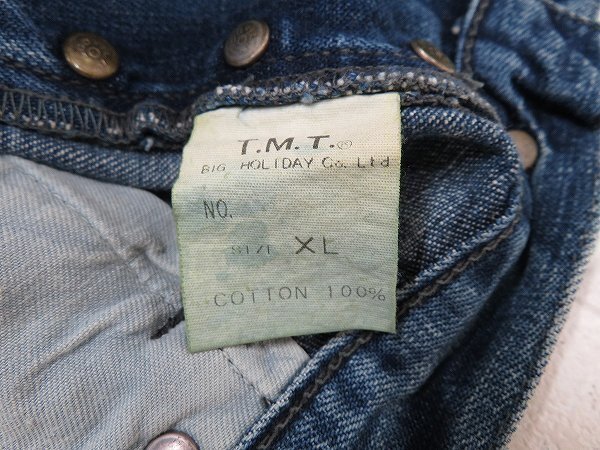 T.M.T.®
BIG HOLIDAY Co. Ltd
NO.
SIZE XL
COTTON 100%